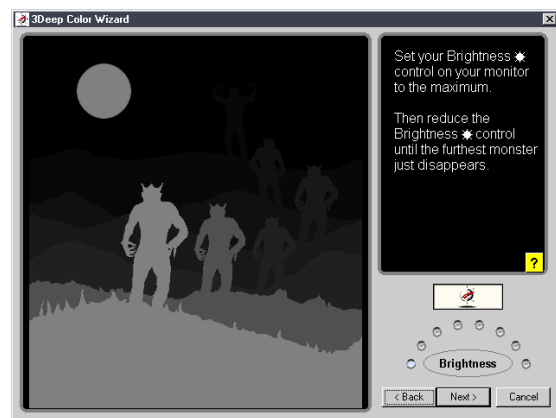 3Deep Color Wizard
Set your Brightness
control on your monitor
to the maximum.
Then reduce the
Brightness control
until the furthest monster
just disappears.
?
Brightness
< Back
Next >
Cancel